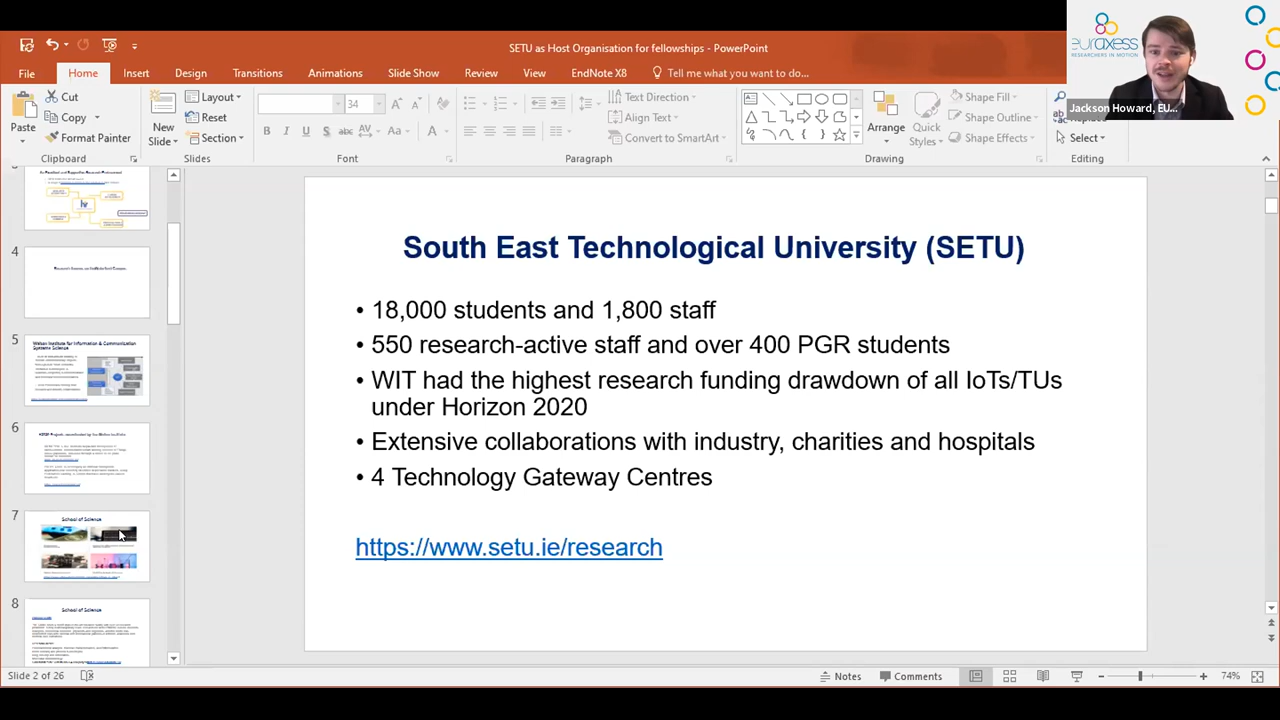 SETU as Host Organisation for fellowships - PowerPoint
euraxess
RESEARCHERS IN MOTION
Jackson Howard, EU...
File Home Insert Design Transitions Animations Slide Show Review View EndNote X8 Tell me what you want to do...
Paste
Cut
Copy
Format Painter
Clipboard
New
Slide
Layout
Reset
Section
Slides
34
Font
Text Direction
Align Text
Convert to SmartArt
Paragraph
Arrange
Quick
Styles
Shape Fill
Shape Outline
Shape Effects
Drawing
Select
Editing
4
5
6
7
School of Science
8
School of Science
South East Technological University (SETU)
• 18,000 students and 1,800 staff
• 550 research-active staff and over 400 PGR students
• WIT had the highest research funding drawdown of all IoTs/TUs
under Horizon 2020
• Extensive collaborations with industry, carities and hospitals
• 4 Technology Gateway Centres
https://www.setu.ie/research
Slide 2 of 26 Notes Comments 74%